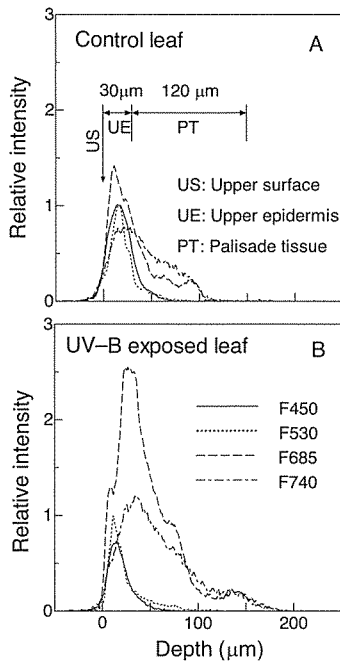 Control leaf
A
30μm
120 μm
US
UE
PT
US: Upper surface
UE: Upper epidermis
PT: Palisade tissue
Relative intensity
3
2
1
0
UV–B exposed leaf
B
F450
F530
F685
F740
Relative intensity
3
2
1
0
0
100
200
Depth (μm)